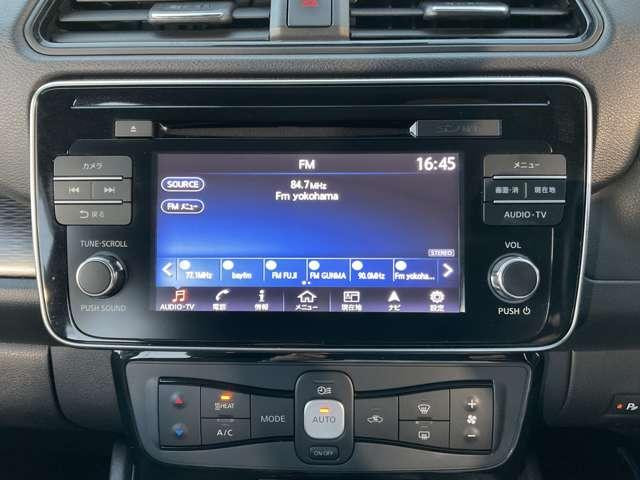 カメラ
戻る
TUNE•SCROLL
PUSH SOUND
FM
16:45
SOURCE
FM メニュー
84.7MHz
Fm yokohama
STEREO
77.1MHz
bayfm
FM FUJI
FM GUNMA
90.0MHz
Fm yokoha...
AUDIO•TV
電話
情報
メニュー
現在地
ナビ
設定
メニュー
画面・消
現在地
AUDIO•TV
VOL
PUSH
HEAT
A/C
MODE
AUTO
ON•OFF